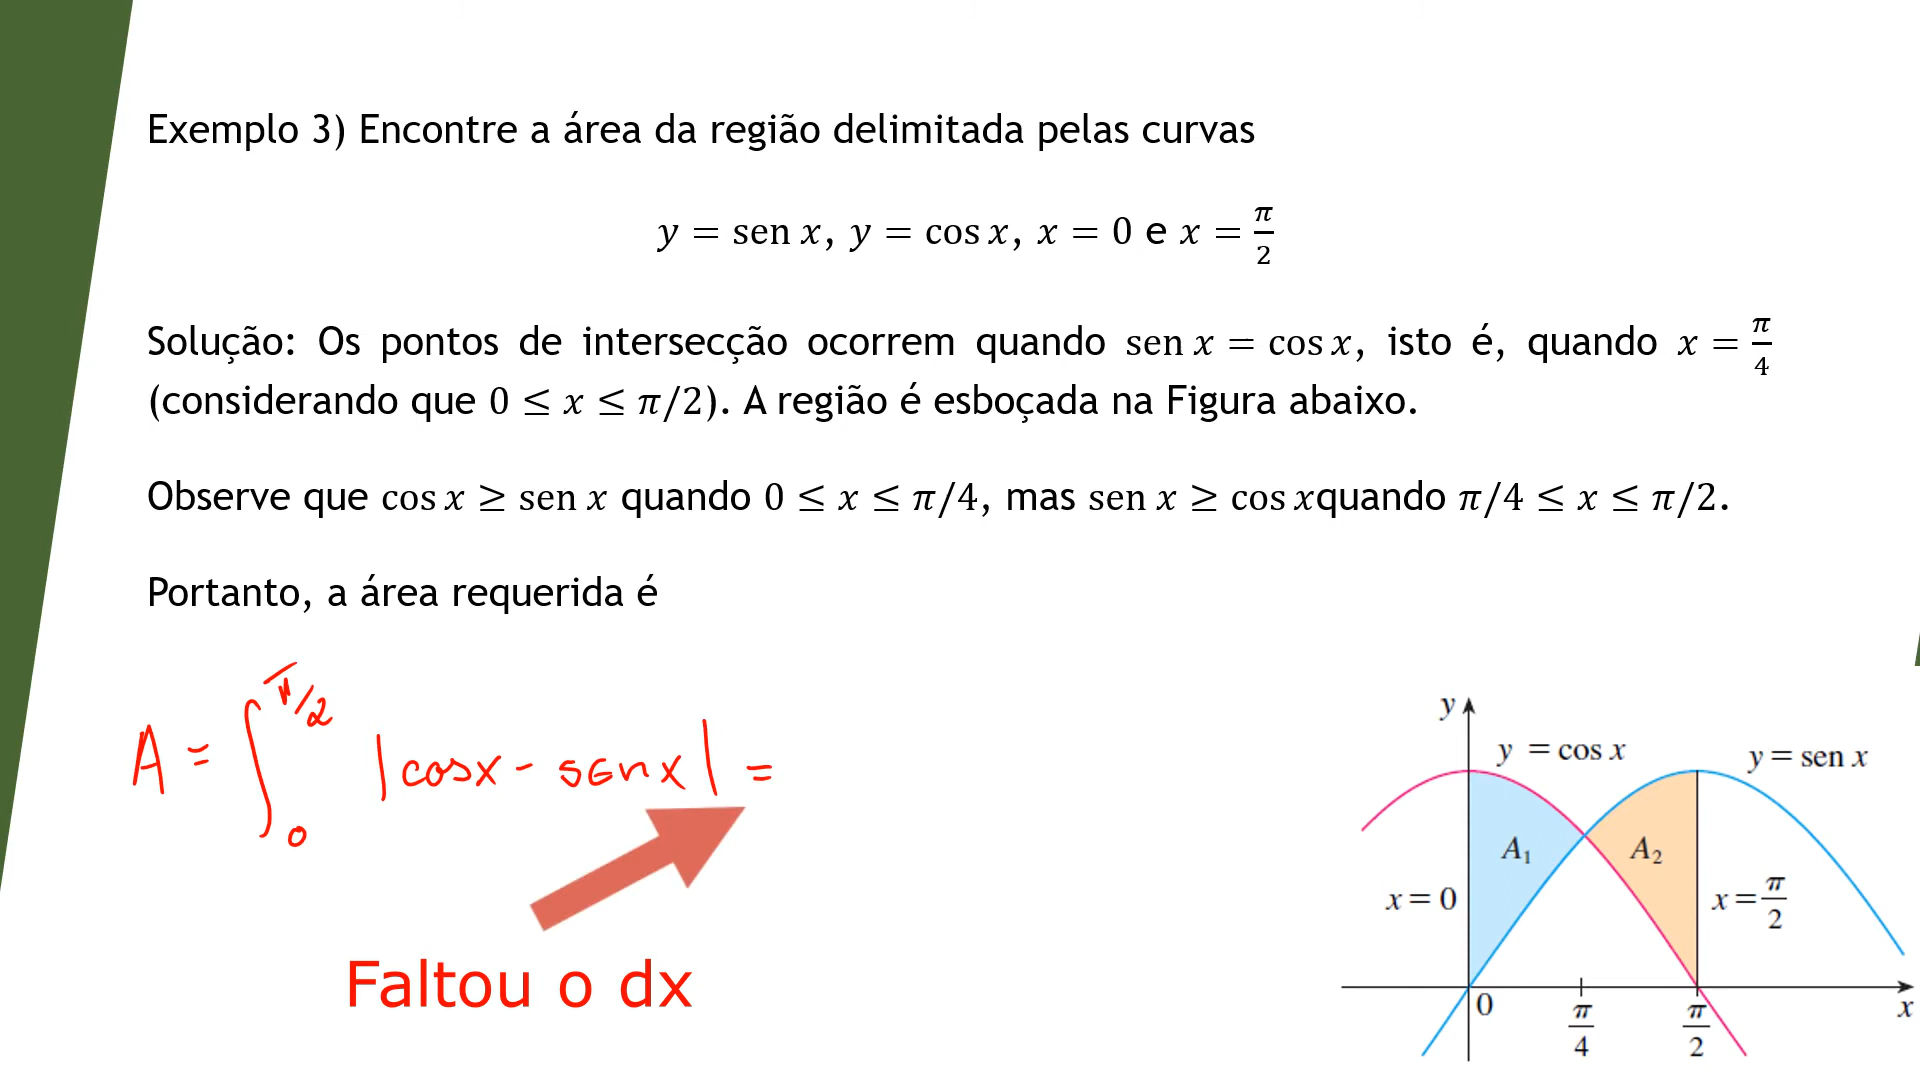 Exemplo 3) Encontre a área da região delimitada pelas curvas
y = sen x, y = cos x, x = 0 e x = π/2
Solução: Os pontos de intersecção ocorrem quando sen x = cos x, isto é, quando x = π/4
(considerando que 0 ≤ x ≤ π/2). A região é esboçada na Figura abaixo.
Observe que cos x ≥ sen x quando 0 ≤ x ≤ π/4, mas sen x ≥ cos xquando π/4 ≤ x ≤ π/2.
Portanto, a área requerida é
A = ∫₀^{π/2} |cosx - senx| =
Faltou o dx
y
y = cos x
y = sen x
A₁
A₂
x = 0
x = π/2
0
π/4
π/2
x